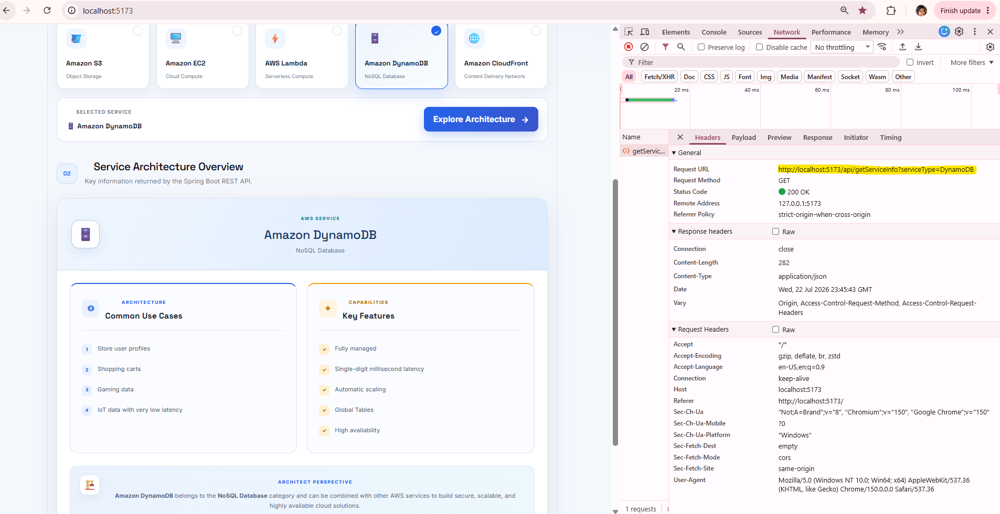 localhost:5173
Finish update
Amazon S3
Object Storage
Amazon EC2
Cloud Compute
AWS Lambda
Serverless Compute
Amazon DynamoDB
NoSQL Database
Amazon CloudFront
Content Delivery Network
SELECTED SERVICE
Amazon DynamoDB
Explore Architecture →
02
Service Architecture Overview
Key information returned by the Spring Boot REST API.
AWS SERVICE
Amazon DynamoDB
NoSQL Database
ARCHITECTURE
Common Use Cases
1 Store user profiles
2 Shopping carts
3 Gaming data
4 IoT data with very low latency
CAPABILITIES
Key Features
Fully managed
Single-digit millisecond latency
Automatic scaling
Global Tables
High availability
ARCHITECT PERSPECTIVE
Amazon DynamoDB belongs to the NoSQL Database category and can be combined with other AWS services to build secure, scalable, and
highly available cloud solutions.
Elements Console Sources Network Performance Memory
Preserve log Disable cache No throttling
Filter Invert More filters
All Fetch/XHR Doc CSS JS Font Img Media Manifest Socket Wasm Other
20 ms 40 ms 60 ms 80 ms 100 ms
Name
getServic...
Headers Payload Preview Response Initiator Timing
General
Request URL http://localhost:5173/api/getServiceInfo?serviceType=DynamoDB
Request Method GET
Status Code 200 OK
Remote Address 127.0.0.1:5173
Referrer Policy strict-origin-when-cross-origin
Response headers Raw
Connection close
Content-Length 282
Content-Type application/json
Date Wed, 22 Jul 2026 23:45:43 GMT
Vary Origin, Access-Control-Request-Method, Access-Control-Request-
Headers
Request Headers Raw
Accept */*
Accept-Encoding gzip, deflate, br, zstd
Accept-Language en-US,en;q=0.9
Connection keep-alive
Host localhost:5173
Referer http://localhost:5173/
Sec-Ch-Ua "Not;A=Brand";v="8", "Chromium";v="150", "Google Chrome";v="150"
Sec-Ch-Ua-Mobile ?0
Sec-Ch-Ua-Platform "Windows"
Sec-Fetch-Dest empty
Sec-Fetch-Mode cors
Sec-Fetch-Site same-origin
User-Agent Mozilla/5.0 (Windows NT 10.0; Win64; x64) AppleWebKit/537.36
(KHTML, like Gecko) Chrome/150.0.0.0 Safari/537.36
1 requests